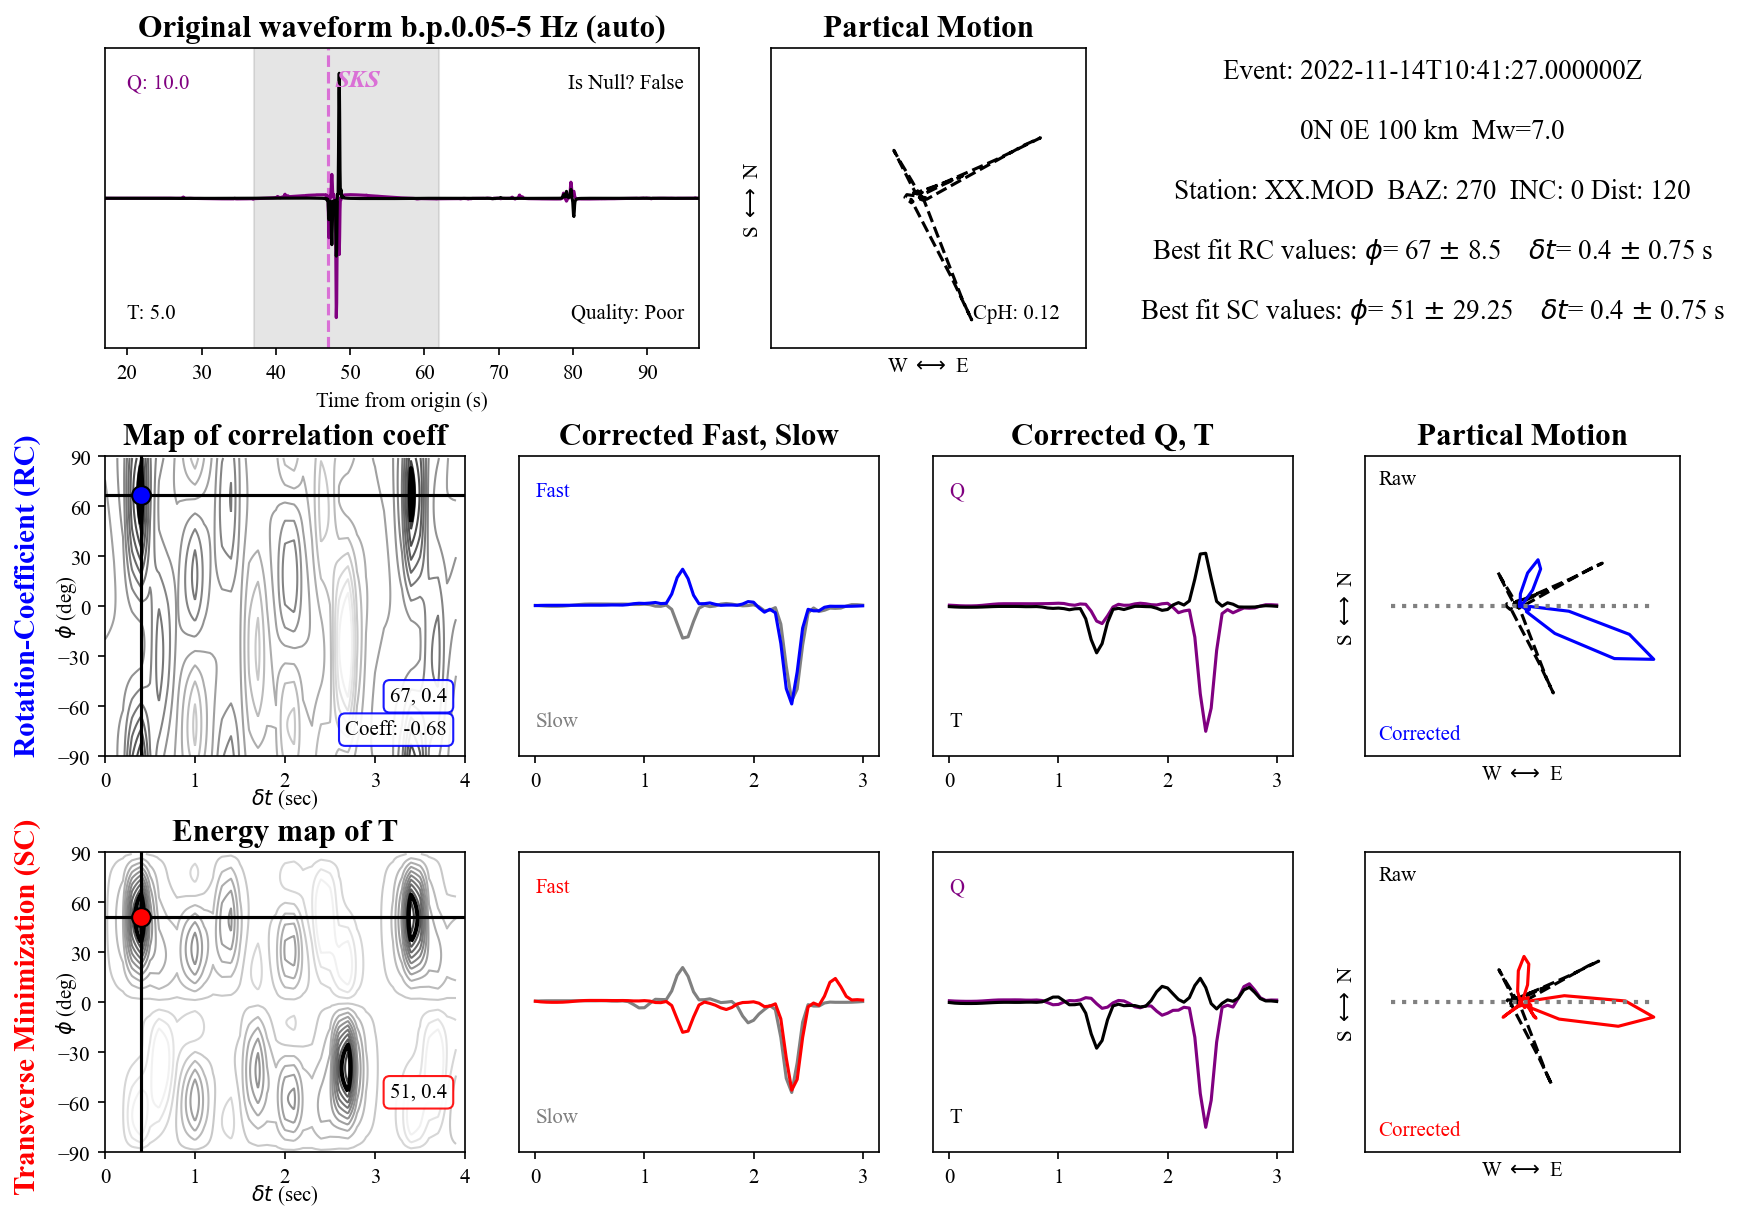 Original waveform b.p.0.05-5 Hz (auto)
Q: 10.0
SKS
Is Null? False
T: 5.0
Quality: Poor
20 30 40 50 60 70 80 90
Time from origin (s)
Partical Motion
S ⟷ N
CpH: 0.12
W ⟷ E
Event: 2022-11-14T10:41:27.000000Z
0N 0E 100 km Mw=7.0
Station: XX.MOD BAZ: 270 INC: 0 Dist: 120
Best fit RC values: ϕ= 67 ± 8.5 δt= 0.4 ± 0.75 s
Best fit SC values: ϕ= 51 ± 29.25 δt= 0.4 ± 0.75 s
Rotation-Coefficient (RC)
Map of correlation coeff
90
60
30
0
−30
−60
−90
ϕ (deg)
67, 0.4
Coeff: -0.68
0 1 2 3 4
δt (sec)
Corrected Fast, Slow
Fast
Slow
0 1 2 3
Corrected Q, T
Q
T
0 1 2 3
Partical Motion
Raw
S ⟷ N
Corrected
W ⟷ E
Transverse Minimization (SC)
Energy map of T
90
60
30
0
−30
−60
−90
ϕ (deg)
51, 0.4
0 1 2 3 4
δt (sec)
Fast
Slow
0 1 2 3
Q
T
0 1 2 3
Raw
S ⟷ N
Corrected
W ⟷ E